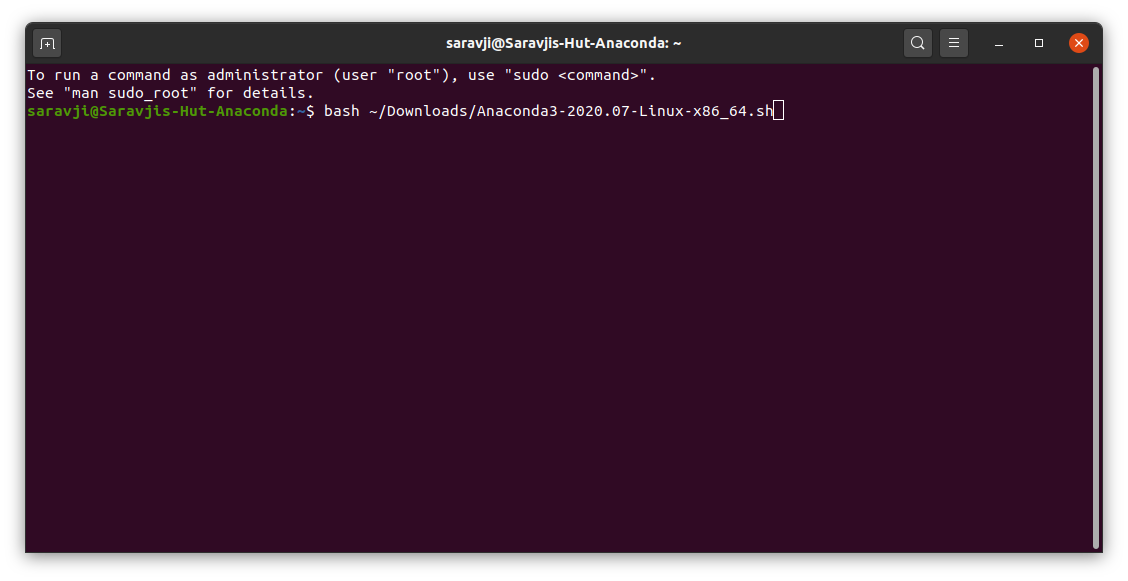 saravji@Saravjis-Hut-Anaconda: ~
To run a command as administrator (user "root"), use "sudo <command>".
See "man sudo_root" for details.
saravji@Saravjis-Hut-Anaconda:~$ bash ~/Downloads/Anaconda3-2020.07-Linux-x86_64.sh